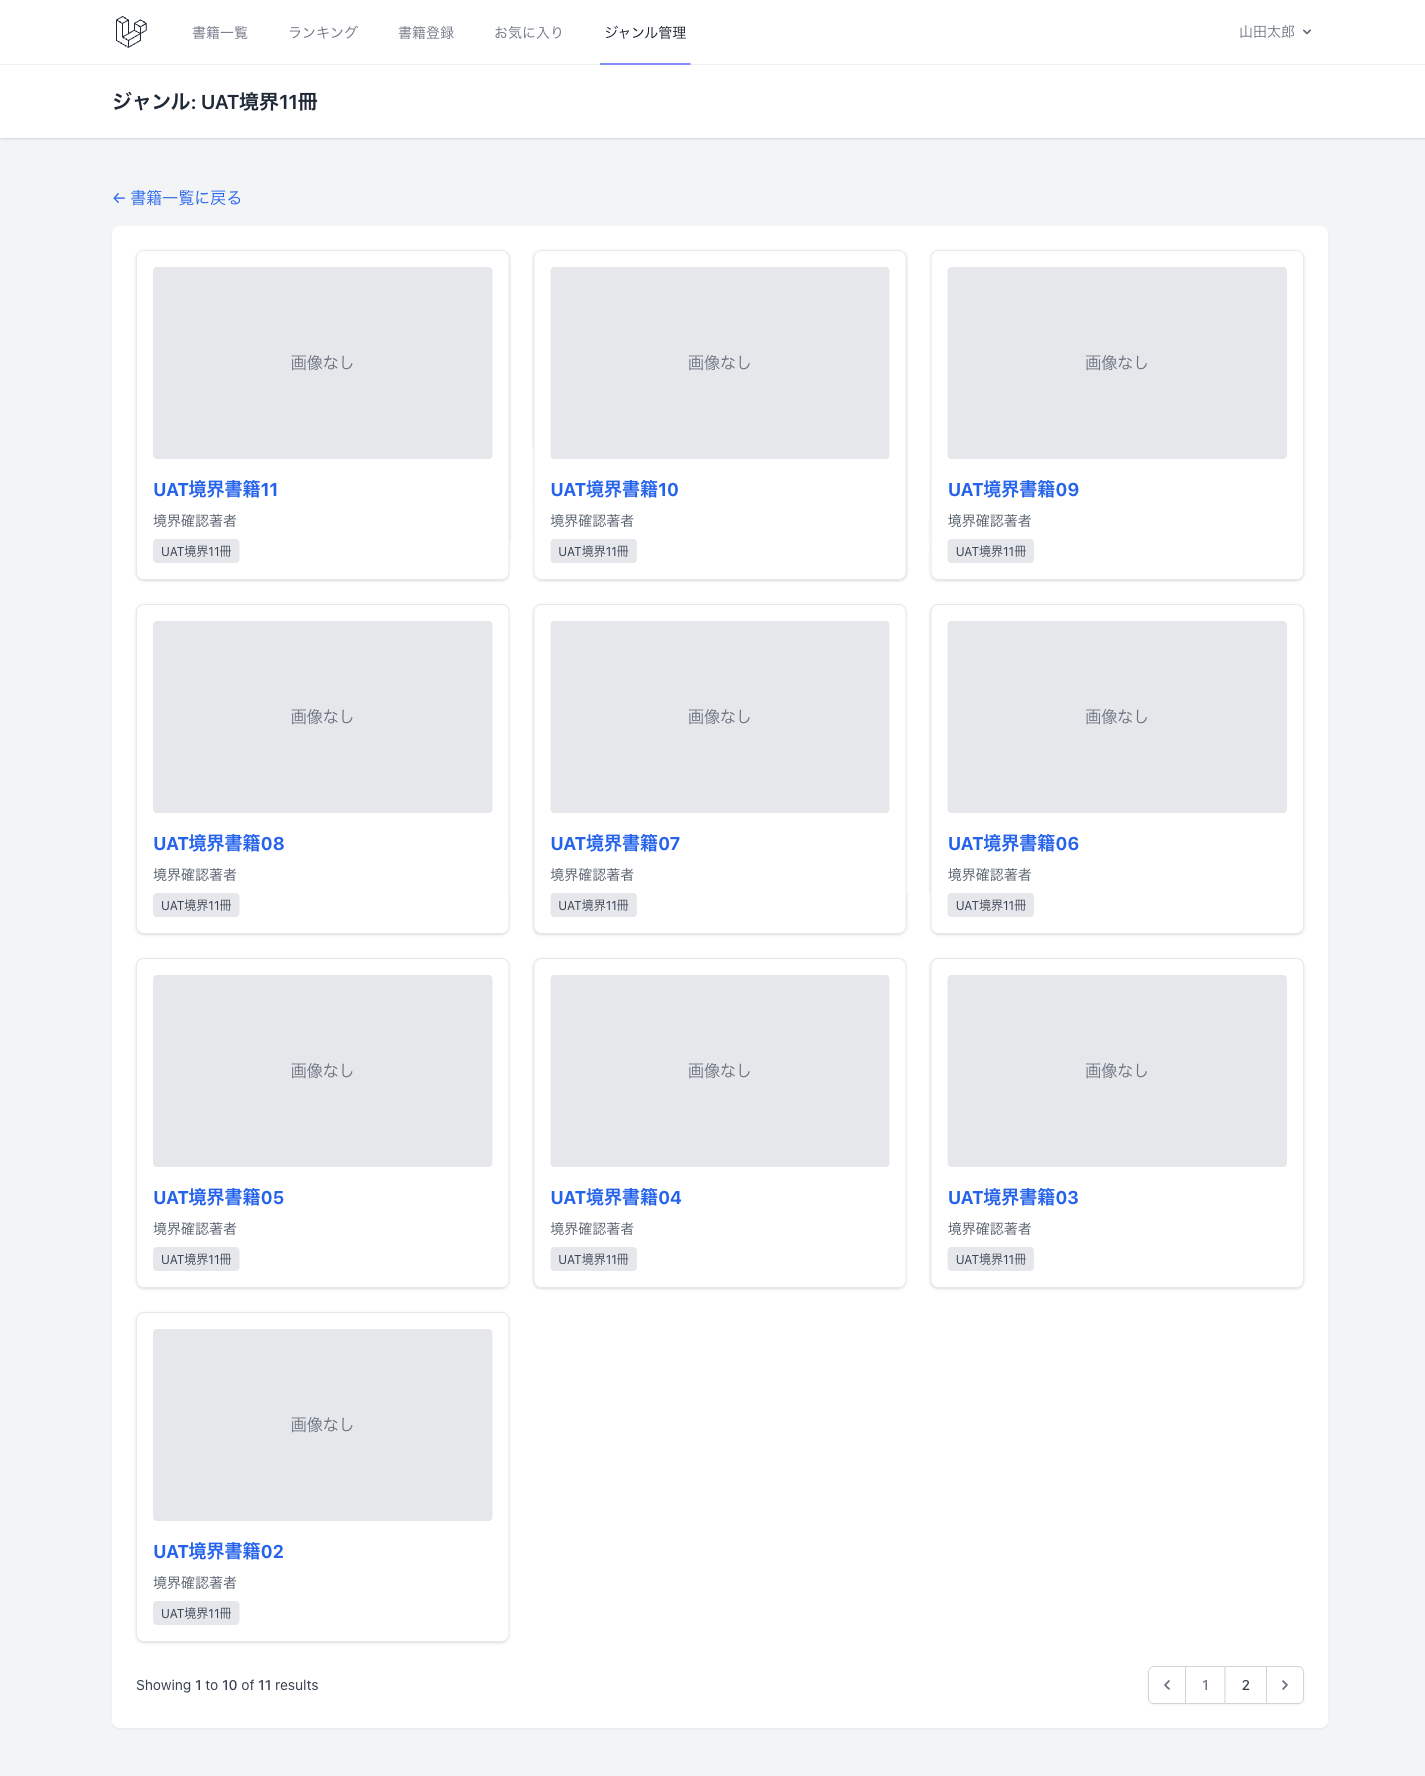 書籍一覧 ランキング 書籍登録 お気に入り ジャンル管理 山田太郎
ジャンル: UAT境界11冊
← 書籍一覧に戻る
画像なし 画像なし 画像なし
UAT境界書籍11 UAT境界書籍10 UAT境界書籍09
境界確認著者 境界確認著者 境界確認著者
UAT境界11冊 UAT境界11冊 UAT境界11冊
画像なし 画像なし 画像なし
UAT境界書籍08 UAT境界書籍07 UAT境界書籍06
境界確認著者 境界確認著者 境界確認著者
UAT境界11冊 UAT境界11冊 UAT境界11冊
画像なし 画像なし 画像なし
UAT境界書籍05 UAT境界書籍04 UAT境界書籍03
境界確認著者 境界確認著者 境界確認著者
UAT境界11冊 UAT境界11冊 UAT境界11冊
画像なし
UAT境界書籍02
境界確認著者
UAT境界11冊
Showing 1 to 10 of 11 results 1 2